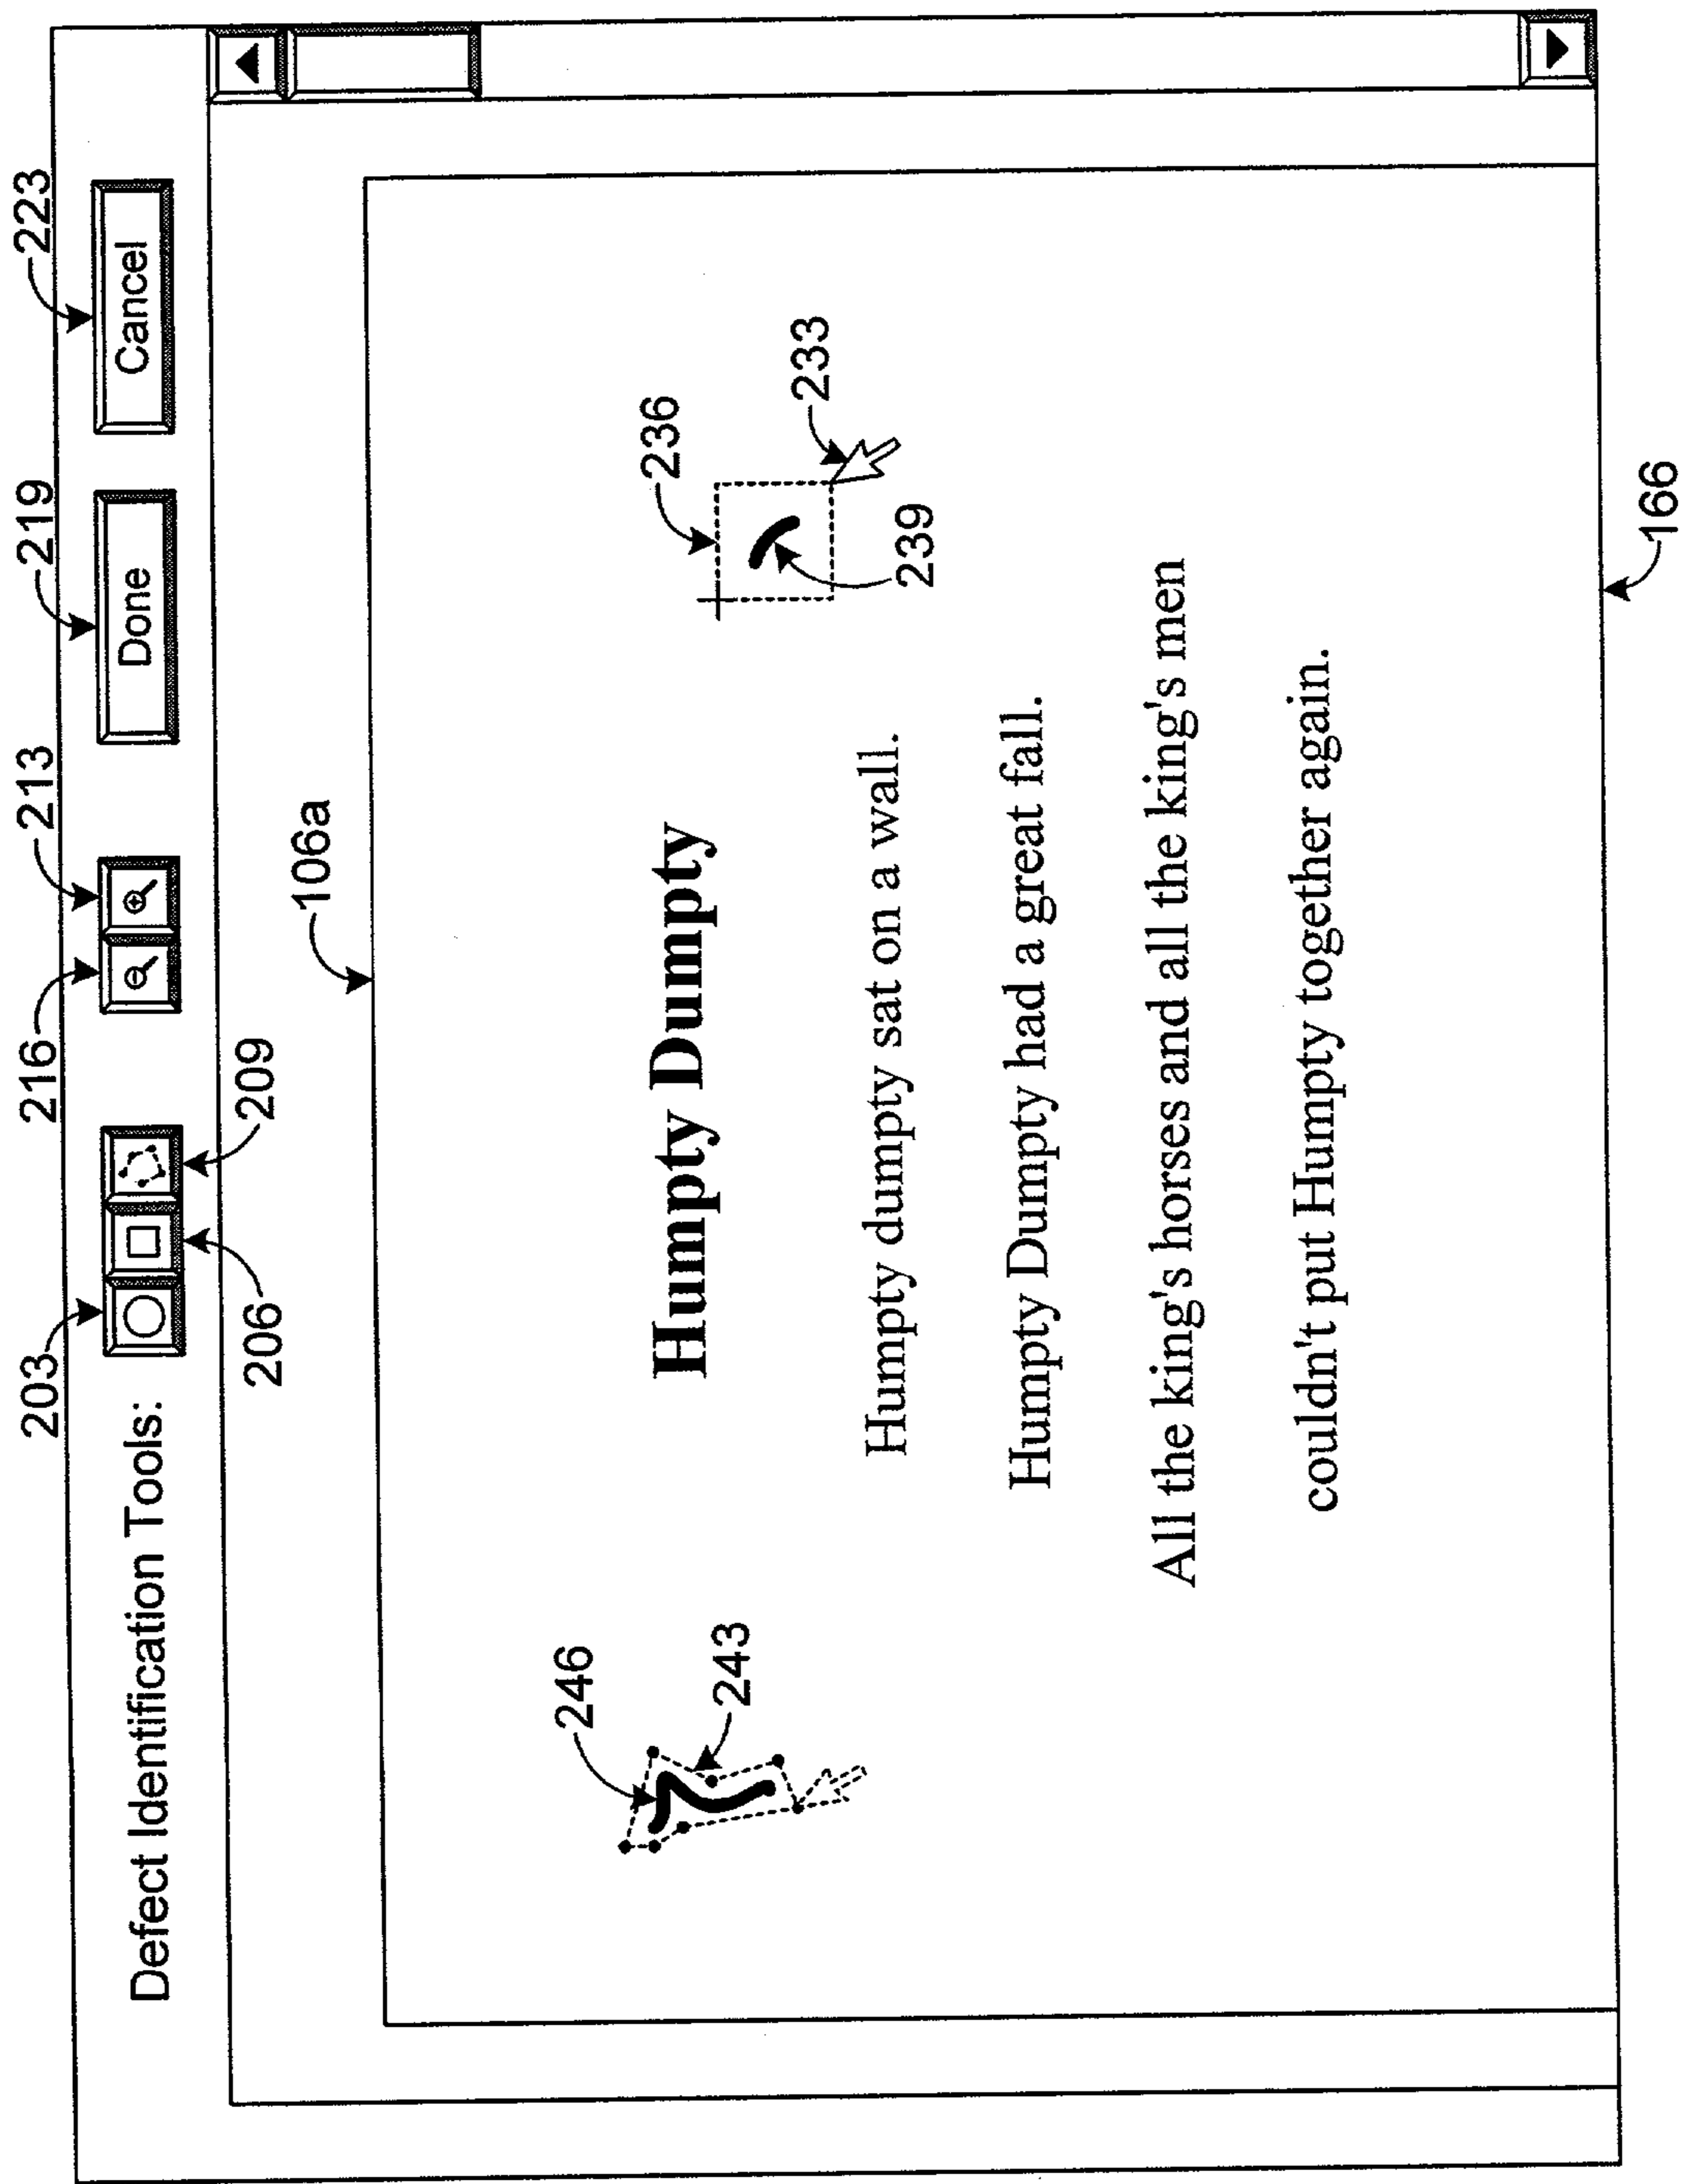 203
216
213
219
223
Defect Identification Tools:
Done
Cancel
206
209
106a
246
243
Humpty Dumpty
236
233
239
Humpty dumpty sat on a wall.
Humpty Dumpty had a great fall.
All the king's horses and all the king's men
couldn't put Humpty together again.
166